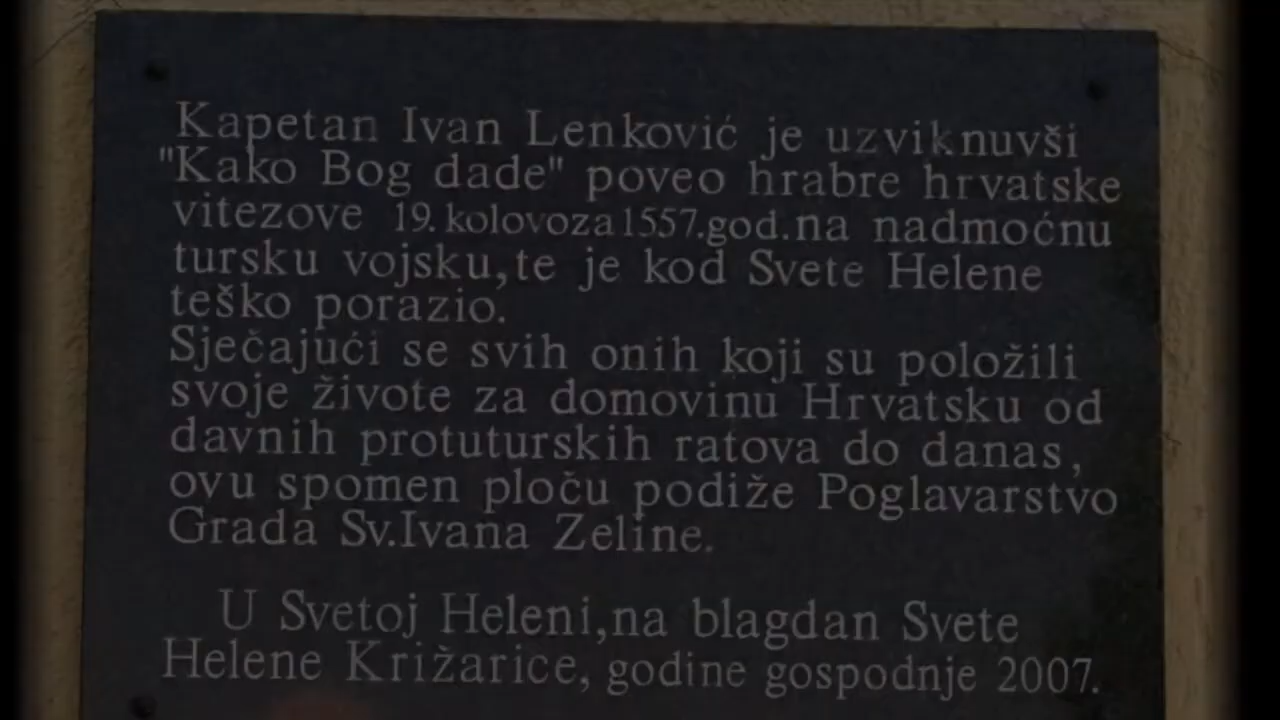 Kapetan Ivan Lenković je uzviknuvši
"Kako Bog dade" poveo hrabre hrvatske
vitezove 19. kolovoza 1557.god.na nadmoćnu
tursku vojsku,te je kod Svete Helene
teško porazio.
Sječajući se svih onih koji su položili
svoje živote za domovinu Hrvatsku od
davnih protuturskih ratova do danas,
ovu spomen ploču podiže Poglavarstvo
Grada Sv.Ivana Zeline.
U Svetoj Heleni,na blagdan Svete
Helene Križarice, godine gospodnje 2007.